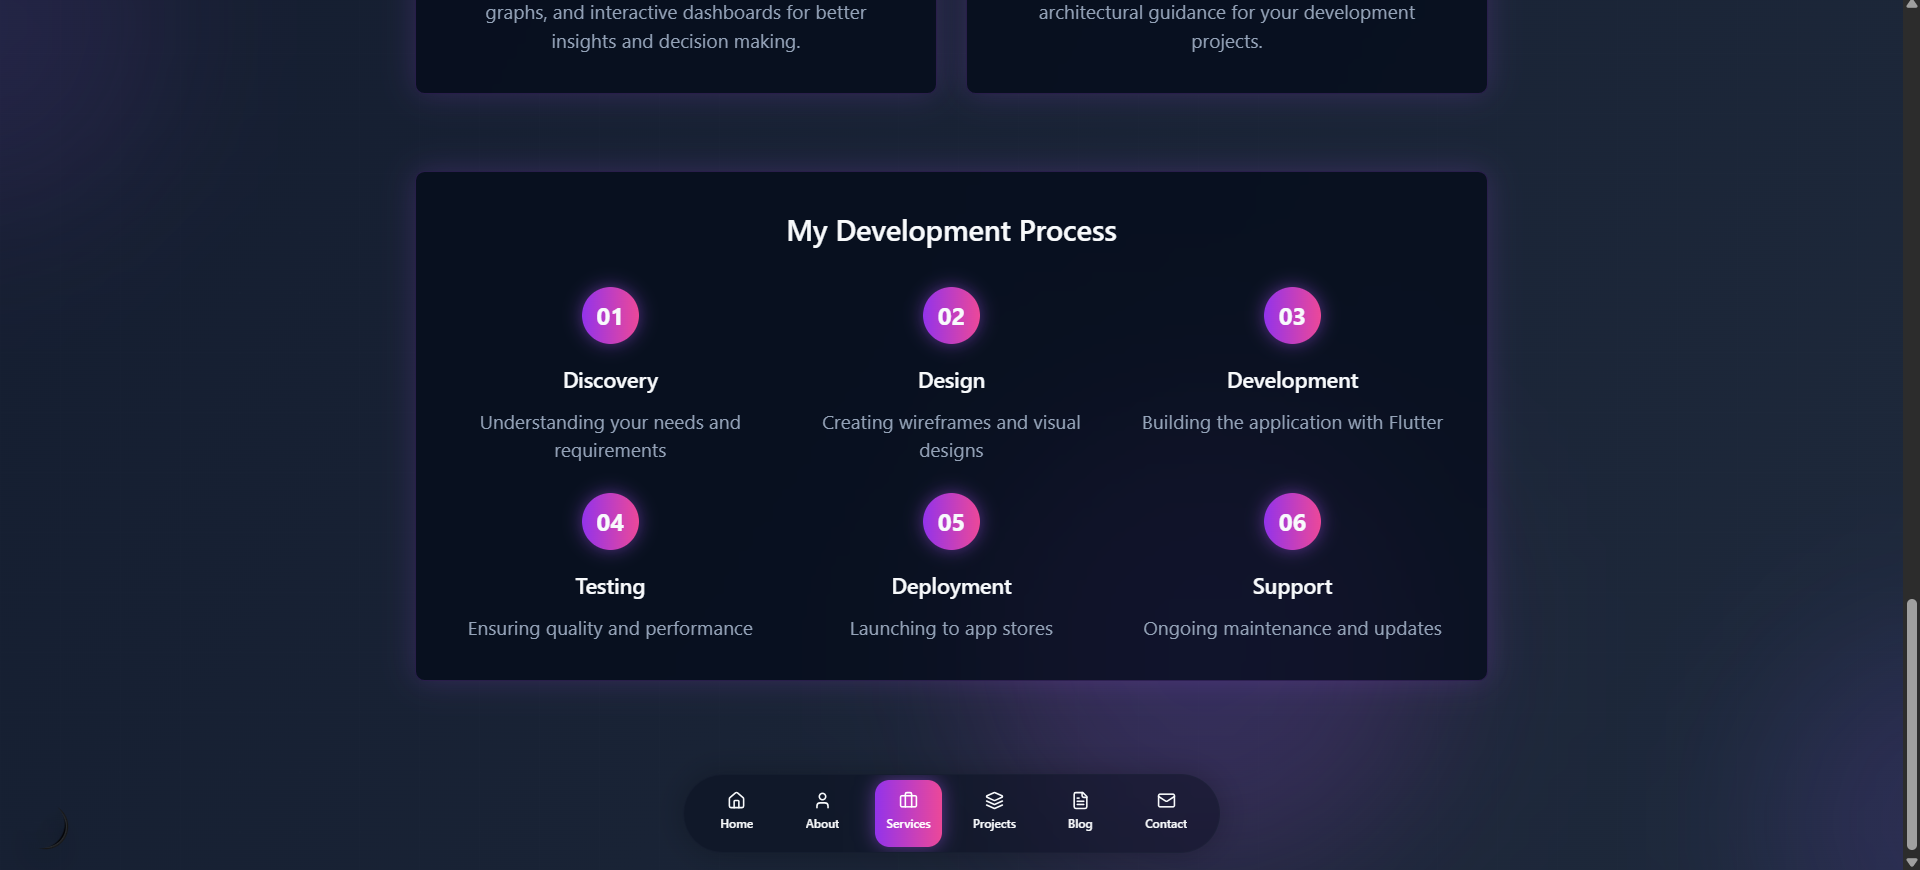 graphs, and interactive dashboards for better
insights and decision making.
architectural guidance for your development
projects.
My Development Process
01
02
03
Discovery
Design
Development
Understanding your needs and
requirements
Creating wireframes and visual
designs
Building the application with Flutter
04
05
06
Testing
Deployment
Support
Ensuring quality and performance
Launching to app stores
Ongoing maintenance and updates
Home
About
Services
Projects
Blog
Contact